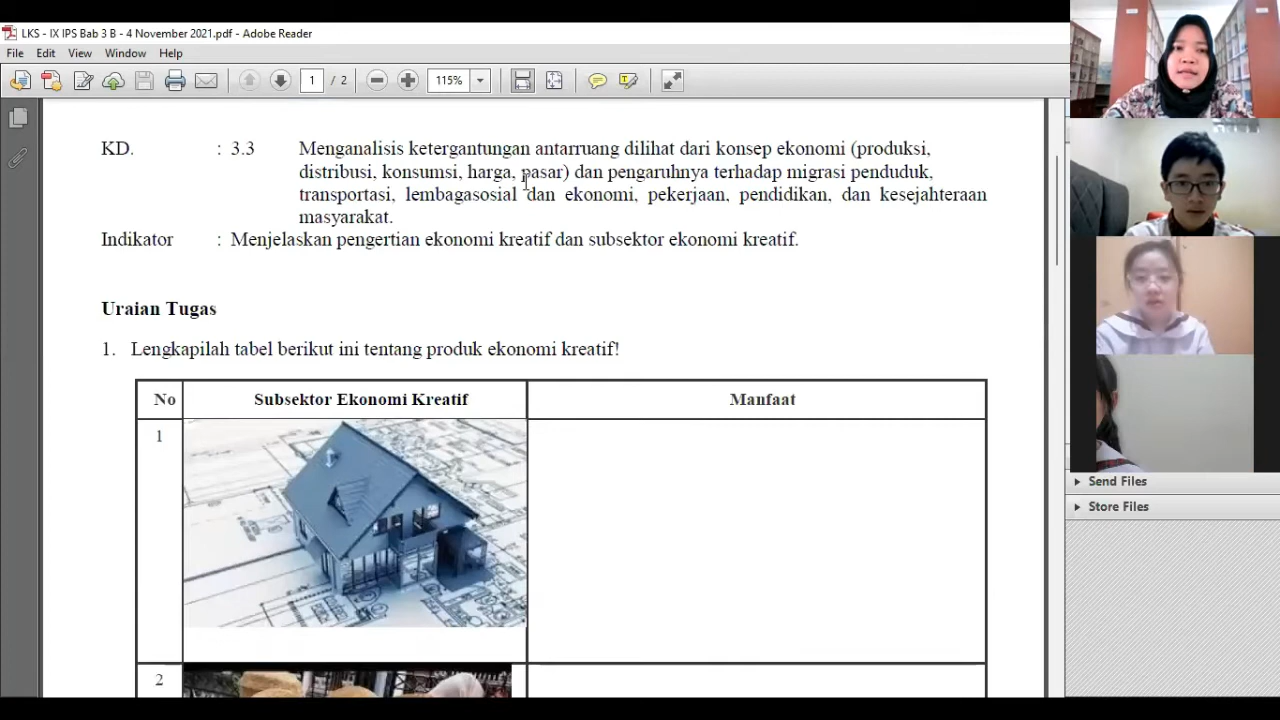 LKS - IX IPS Bab 3 B - 4 November 2021.pdf - Adobe Reader
File Edit View Window Help
1 / 2 115%
KD. : 3.3 Menganalisis ketergantungan antarruang dilihat dari konsep ekonomi (produksi,
distribusi, konsumsi, harga, pasar) dan pengaruhnya terhadap migrasi penduduk,
transportasi, lembagasosial dan ekonomi, pekerjaan, pendidikan, dan kesejahteraan
masyarakat.
Indikator : Menjelaskan pengertian ekonomi kreatif dan subsektor ekonomi kreatif.
Uraian Tugas
1. Lengkapilah tabel berikut ini tentang produk ekonomi kreatif!
No Subsektor Ekonomi Kreatif Manfaat
1
2
Send Files
Store Files